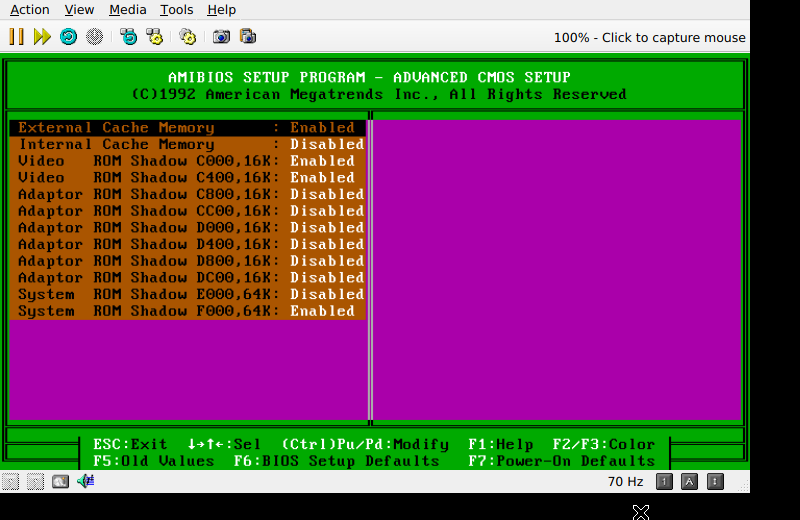 Action View Media Tools Help
100% - Click to capture mouse
AMIBIOS SETUP PROGRAM - ADVANCED CMOS SETUP
(C)1992 American Megatrends Inc., All Rights Reserved
External Cache Memory : Enabled
Internal Cache Memory : Disabled
Video ROM Shadow C000,16K: Enabled
Video ROM Shadow C400,16K: Enabled
Adaptor ROM Shadow C800,16K: Disabled
Adaptor ROM Shadow CC00,16K: Disabled
Adaptor ROM Shadow D000,16K: Disabled
Adaptor ROM Shadow D400,16K: Disabled
Adaptor ROM Shadow D800,16K: Disabled
Adaptor ROM Shadow DC00,16K: Disabled
System ROM Shadow E000,64K: Disabled
System ROM Shadow F000,64K: Enabled
ESC:Exit ↓→↑←:Sel (Ctrl)Pu/Pd:Modify F1:Help F2/F3:Color
F5:Old Values F6:BIOS Setup Defaults F7:Power-On Defaults
70 Hz 1 A